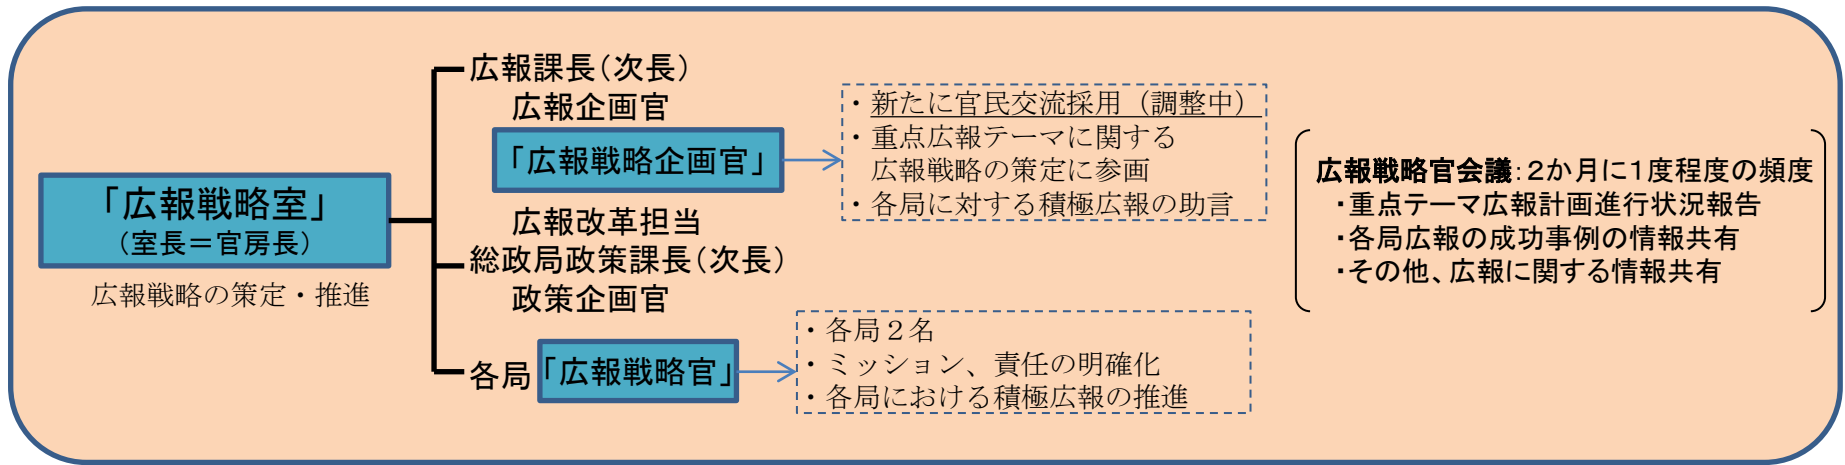 「広報戦略室」
（室長＝官房長）
広報戦略の策定・推進
広報課長（次長）
広報企画官
「広報戦略企画官」
広報改革担当
総政局政策課長（次長）
政策企画官
各局「広報戦略官」
・新たに官民交流採用（調整中）
・重点広報テーマに関する
広報戦略の策定に参画
・各局に対する積極広報の助言
・各局２名
・ミッション、責任の明確化
・各局における積極広報の推進
広報戦略官会議：２か月に１度程度の頻度
・重点テーマ広報計画進行状況報告
・各局広報の成功事例の情報共有
・その他、広報に関する情報共有